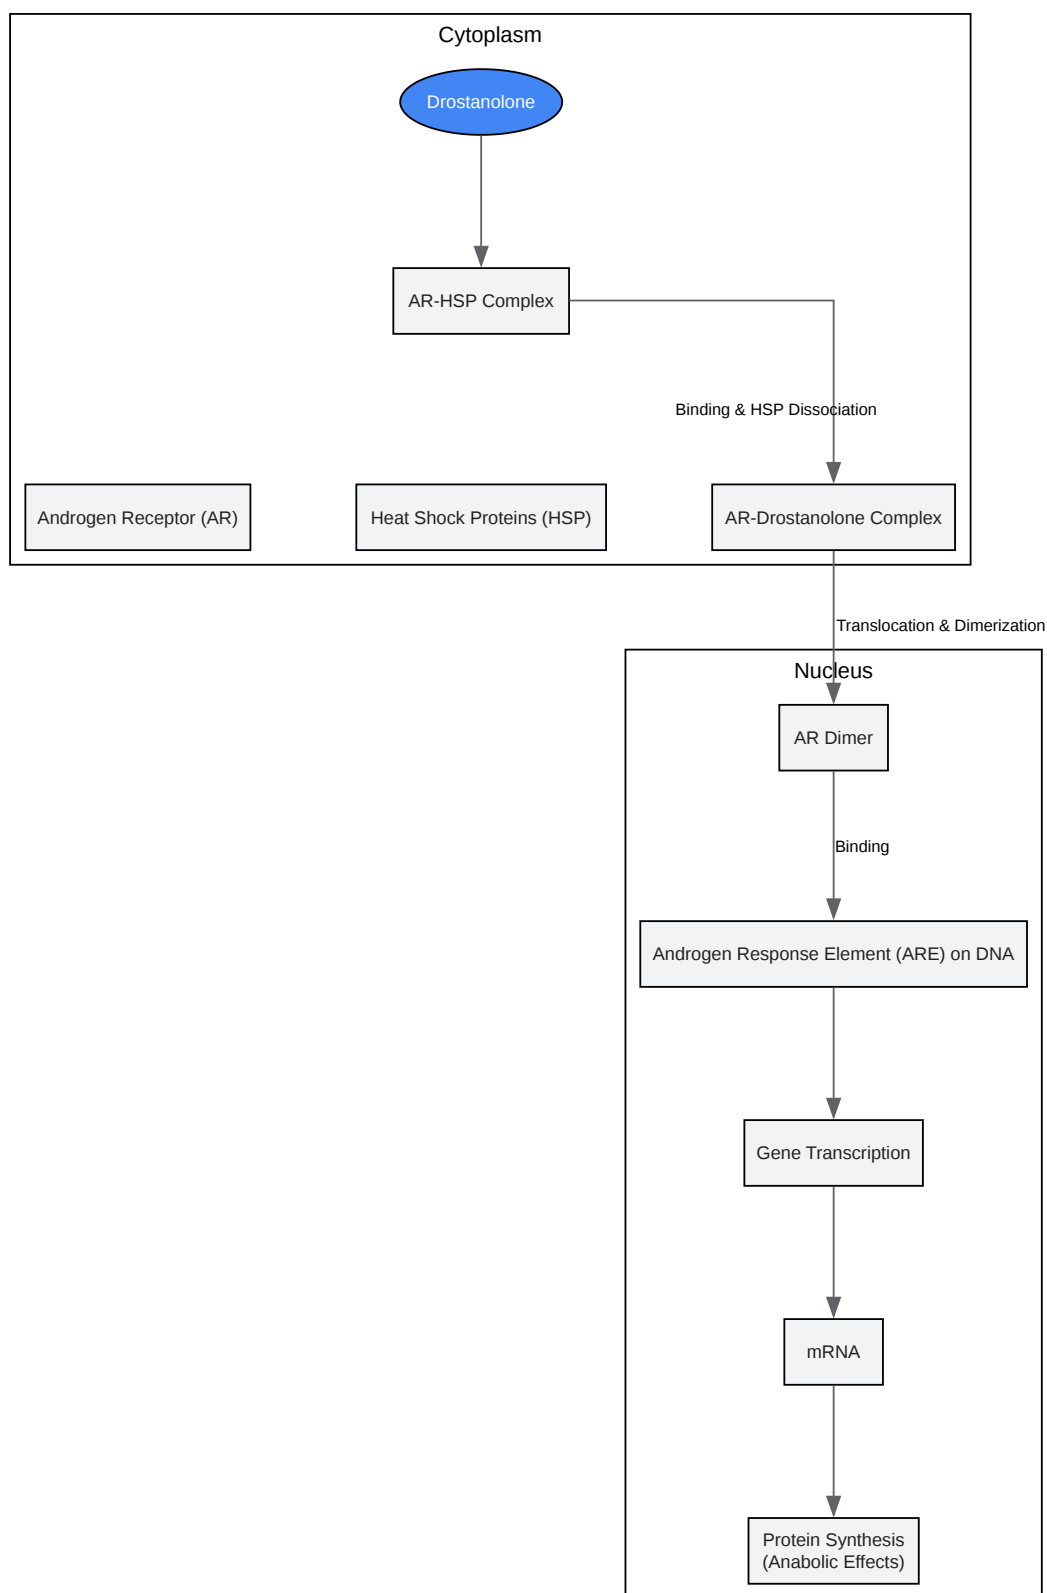 Cytoplasm
Drostanolone
AR-HSP Complex
Binding & HSP Dissociation
Androgen Receptor (AR)
Heat Shock Proteins (HSP)
AR-Drostanolone Complex
Translocation & Dimerization
Nucleus
AR Dimer
Binding
Androgen Response Element (ARE) on DNA
Gene Transcription
mRNA
Protein Synthesis
(Anabolic Effects)